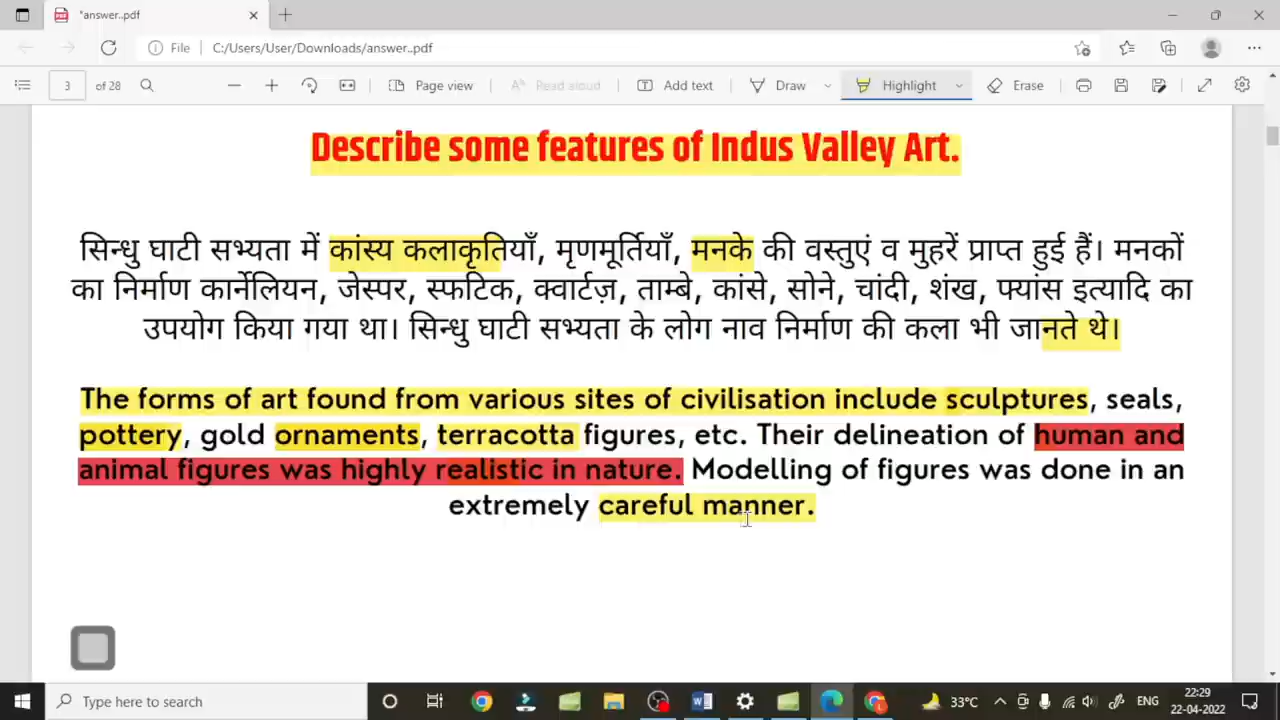 *answer..pdf
File
C:/Users/User/Downloads/answer..pdf
3 of 28 Page view Read aloud Add text Draw Highlight Erase
Describe some features of Indus Valley Art.
सिन्धु घाटी सभ्यता में कांस्य कलाकृतियाँ, मृणमूर्तियाँ, मनके की वस्तुएं व मुहरें प्राप्त हुई हैं। मनकों
का निर्माण कार्नेलियन, जेस्पर, स्फटिक, क्वार्टज़, ताम्बे, कांसे, सोने, चांदी, शंख, फ्यांस इत्यादि का
उपयोग किया गया था। सिन्धु घाटी सभ्यता के लोग नाव निर्माण की कला भी जानते थे।
The forms of art found from various sites of civilisation include sculptures, seals,
pottery, gold ornaments, terracotta figures, etc. Their delineation of human and
animal figures was highly realistic in nature. Modelling of figures was done in an
extremely careful manner.
Type here to search
33°C
ENG
22:29
22-04-2022